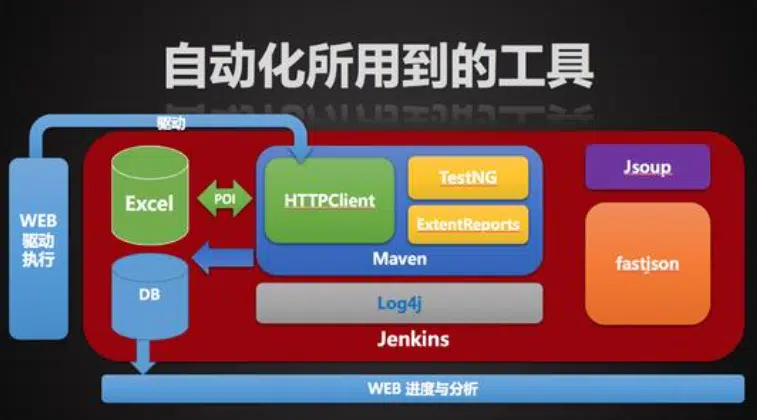 自动化所用到的工具
驱动
WEB
驱动
执行
Excel
POI
HTTPClient
TestNG
ExtentReports
Maven
DB
Log4j
Jenkins
Jsoup
fastjson
WEB 进度与分析